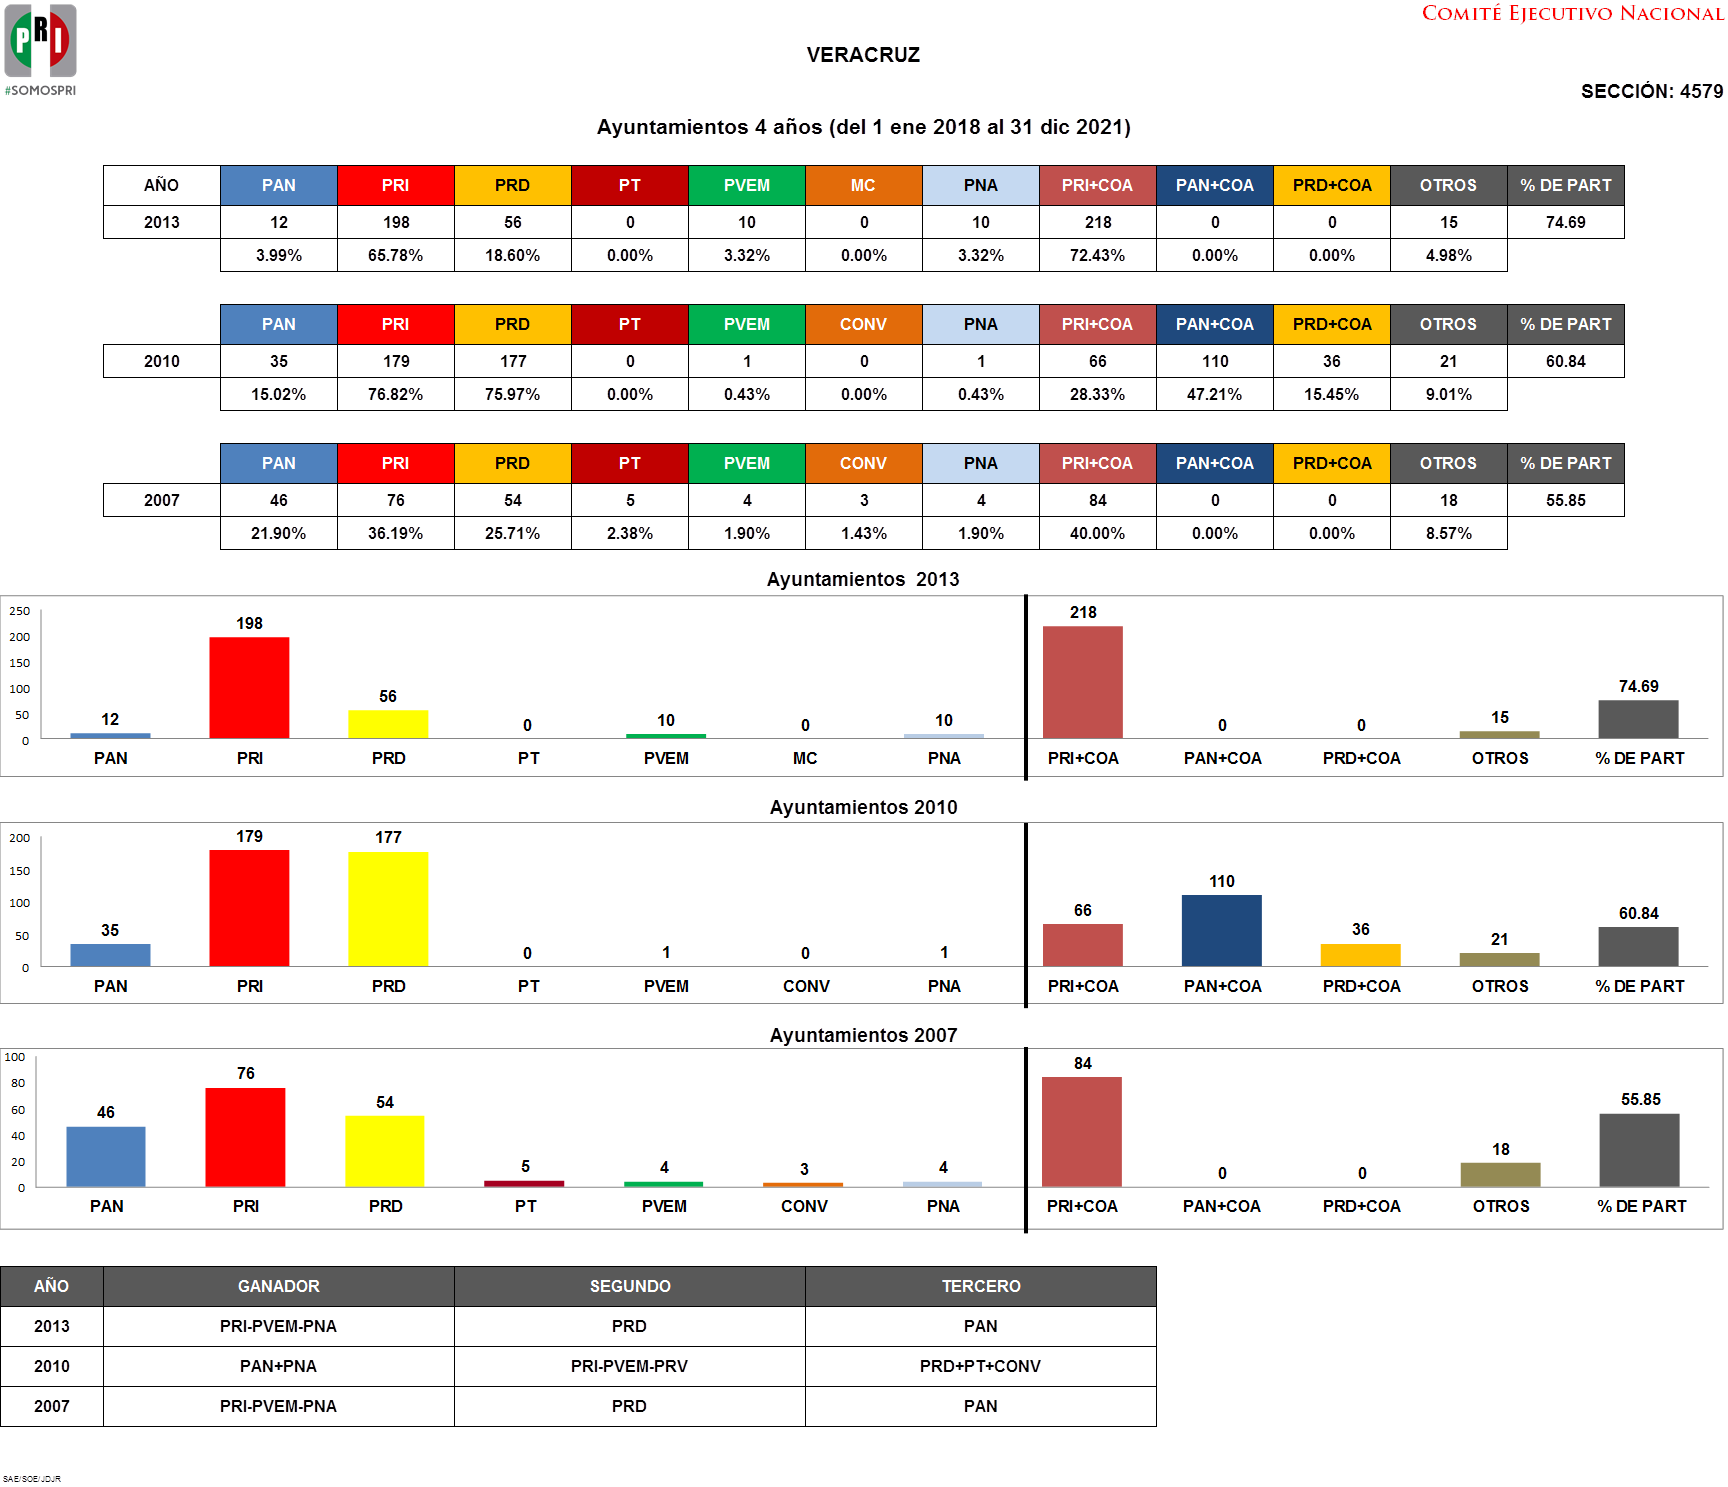 PRI
#SOMOSPRI
COMITÉ EJECUTIVO NACIONAL
VERACRUZ
SECCIÓN: 4579
Ayuntamientos 4 años (del 1 ene 2018 al 31 dic 2021)
AÑO PAN PRI PRD PT PVEM MC PNA PRI+COA PAN+COA PRD+COA OTROS % DE PART
2013 12 198 56 0 10 0 10 218 0 0 15 74.69
3.99% 65.78% 18.60% 0.00% 3.32% 0.00% 3.32% 72.43% 0.00% 0.00% 4.98%
PAN PRI PRD PT PVEM CONV PNA PRI+COA PAN+COA PRD+COA OTROS % DE PART
2010 35 179 177 0 1 0 1 66 110 36 21 60.84
15.02% 76.82% 75.97% 0.00% 0.43% 0.00% 0.43% 28.33% 47.21% 15.45% 9.01%
PAN PRI PRD PT PVEM CONV PNA PRI+COA PAN+COA PRD+COA OTROS % DE PART
2007 46 76 54 5 4 3 4 84 0 0 18 55.85
21.90% 36.19% 25.71% 2.38% 1.90% 1.43% 1.90% 40.00% 0.00% 0.00% 8.57%
Ayuntamientos 2013
250
200
150
100
50
0
12 198 56 0 10 0 10 218 0 0 15 74.69
PAN PRI PRD PT PVEM MC PNA PRI+COA PAN+COA PRD+COA OTROS % DE PART
Ayuntamientos 2010
200
150
100
50
0
35 179 177 0 1 0 1 66 110 36 21 60.84
PAN PRI PRD PT PVEM CONV PNA PRI+COA PAN+COA PRD+COA OTROS % DE PART
Ayuntamientos 2007
100
80
60
40
20
0
46 76 54 5 4 3 4 84 0 0 18 55.85
PAN PRI PRD PT PVEM CONV PNA PRI+COA PAN+COA PRD+COA OTROS % DE PART
AÑO GANADOR SEGUNDO TERCERO
2013 PRI-PVEM-PNA PRD PAN
2010 PAN+PNA PRI-PVEM-PRV PRD+PT+CONV
2007 PRI-PVEM-PNA PRD PAN
SAE/SOE/JDJR